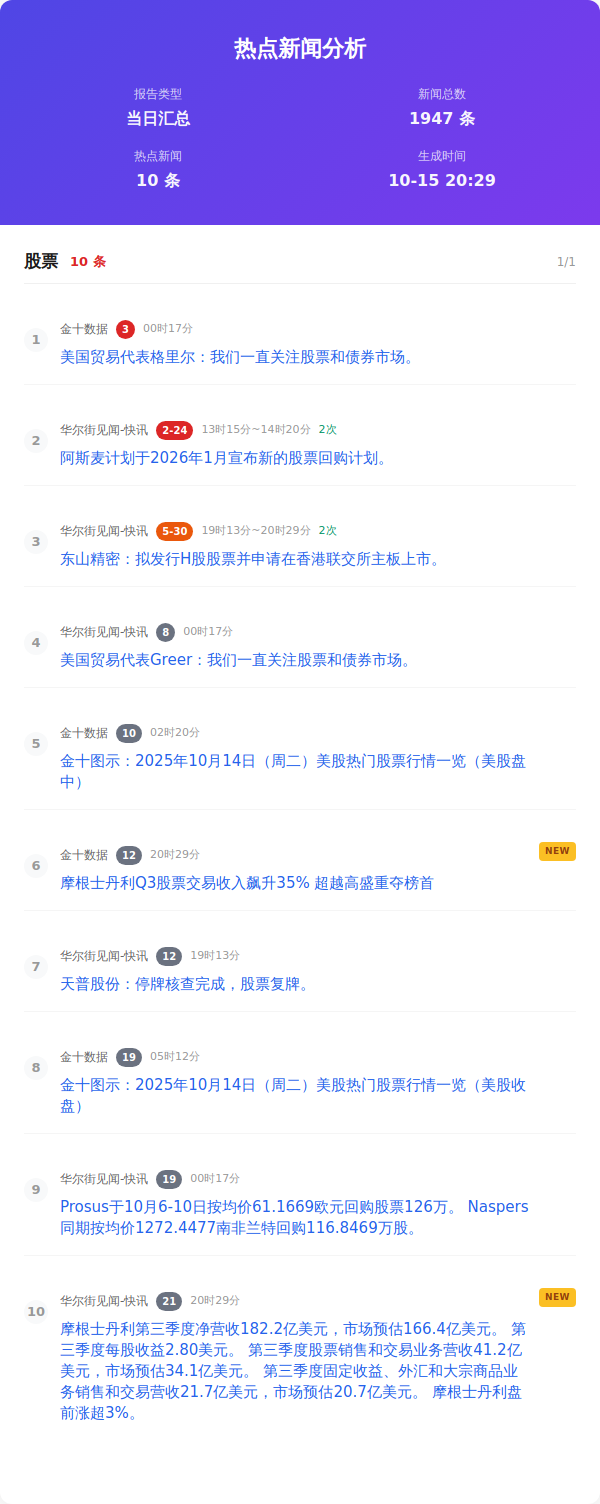 热点新闻分析
报告类型
新闻总数
当日汇总
1947 条
热点新闻
生成时间
10 条
10-15 20:29
股票 10 条 1/1
1
金十数据 3 00时17分
美国贸易代表格里尔：我们一直关注股票和债券市场。
2
华尔街见闻-快讯 2-24 13时15分~14时20分 2次
阿斯麦计划于2026年1月宣布新的股票回购计划。
3
华尔街见闻-快讯 5-30 19时13分~20时29分 2次
东山精密：拟发行H股股票并申请在香港联交所主板上市。
4
华尔街见闻-快讯 8 00时17分
美国贸易代表Greer：我们一直关注股票和债券市场。
5
金十数据 10 02时20分
金十图示：2025年10月14日（周二）美股热门股票行情一览（美股盘
中）
6
金十数据 12 20时29分 NEW
摩根士丹利Q3股票交易收入飙升35% 超越高盛重夺榜首
7
华尔街见闻-快讯 12 19时13分
天普股份：停牌核查完成，股票复牌。
8
金十数据 19 05时12分
金十图示：2025年10月14日（周二）美股热门股票行情一览（美股收
盘）
9
华尔街见闻-快讯 19 00时17分
Prosus于10月6-10日按均价61.1669欧元回购股票126万。 Naspers
同期按均价1272.4477南非兰特回购116.8469万股。
10
华尔街见闻-快讯 21 20时29分 NEW
摩根士丹利第三季度净营收182.2亿美元，市场预估166.4亿美元。 第
三季度每股收益2.80美元。 第三季度股票销售和交易业务营收41.2亿
美元，市场预估34.1亿美元。 第三季度固定收益、外汇和大宗商品业
务销售和交易营收21.7亿美元，市场预估20.7亿美元。 摩根士丹利盘
前涨超3%。